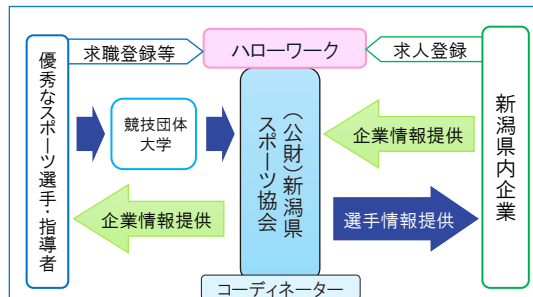 優秀なスポーツ選手・指導者
求職登録等
ハローワーク
求人登録
新潟県内企業
競技団体
大学
（公財）新潟県
スポーツ協会
企業情報提供
企業情報提供
選手情報提供
コーディネーター